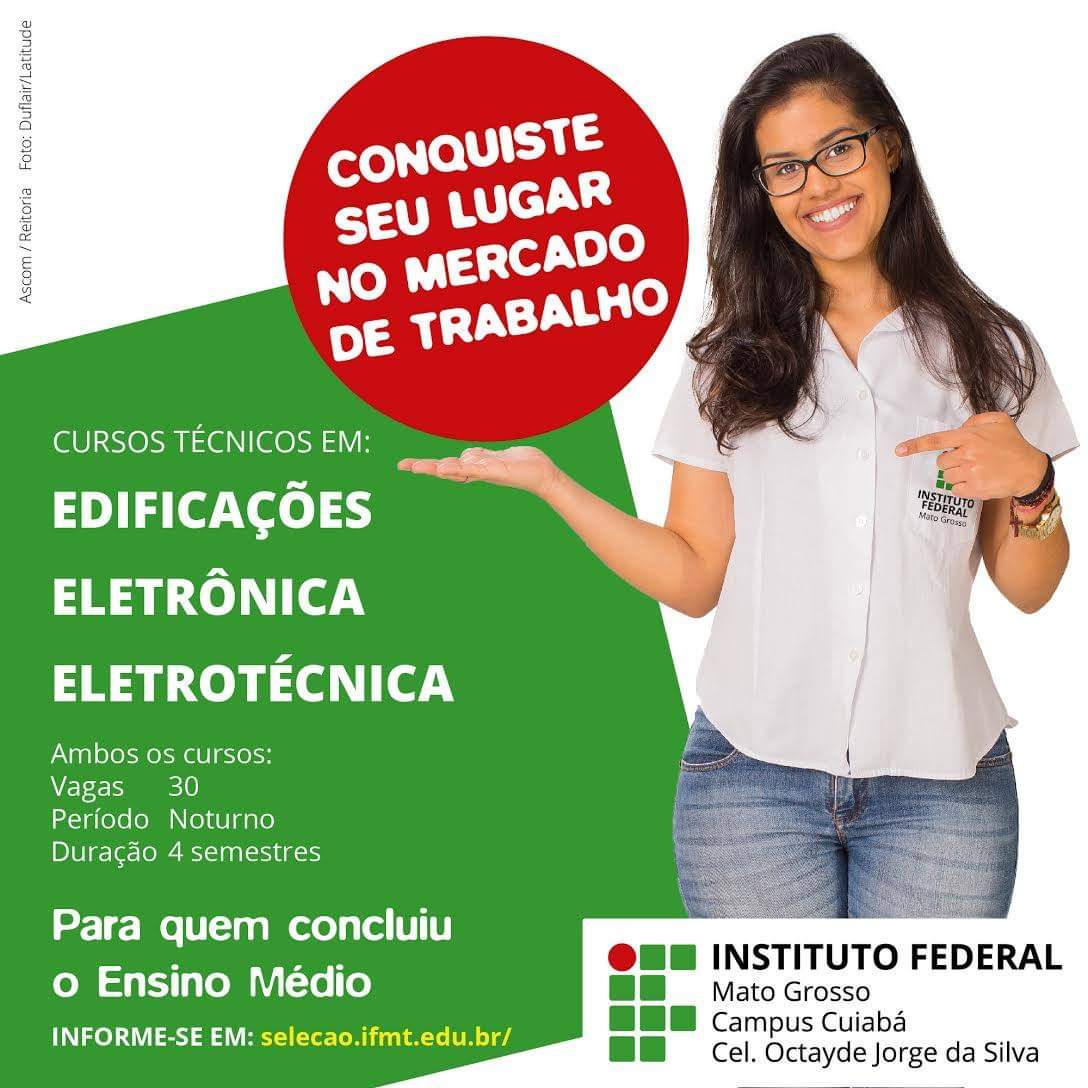 Ascom / Reitoria Foto: Duflair/Latitude
CONQUISTE
SEU LUGAR
NO MERCADO
DE TRABALHO
CURSOS TÉCNICOS EM:
EDIFICAÇÕES
ELETRÔNICA
ELETROTÉCNICA
Ambos os cursos:
Vagas 30
Período Noturno
Duração 4 semestres
Para quem concluiu
o Ensino Médio
INFORME-SE EM: selecao.ifmt.edu.br/
INSTITUTO
FEDERAL
Mato Grosso
INSTITUTO FEDERAL
Mato Grosso
Campus Cuiabá
Cel. Octayde Jorge da Silva